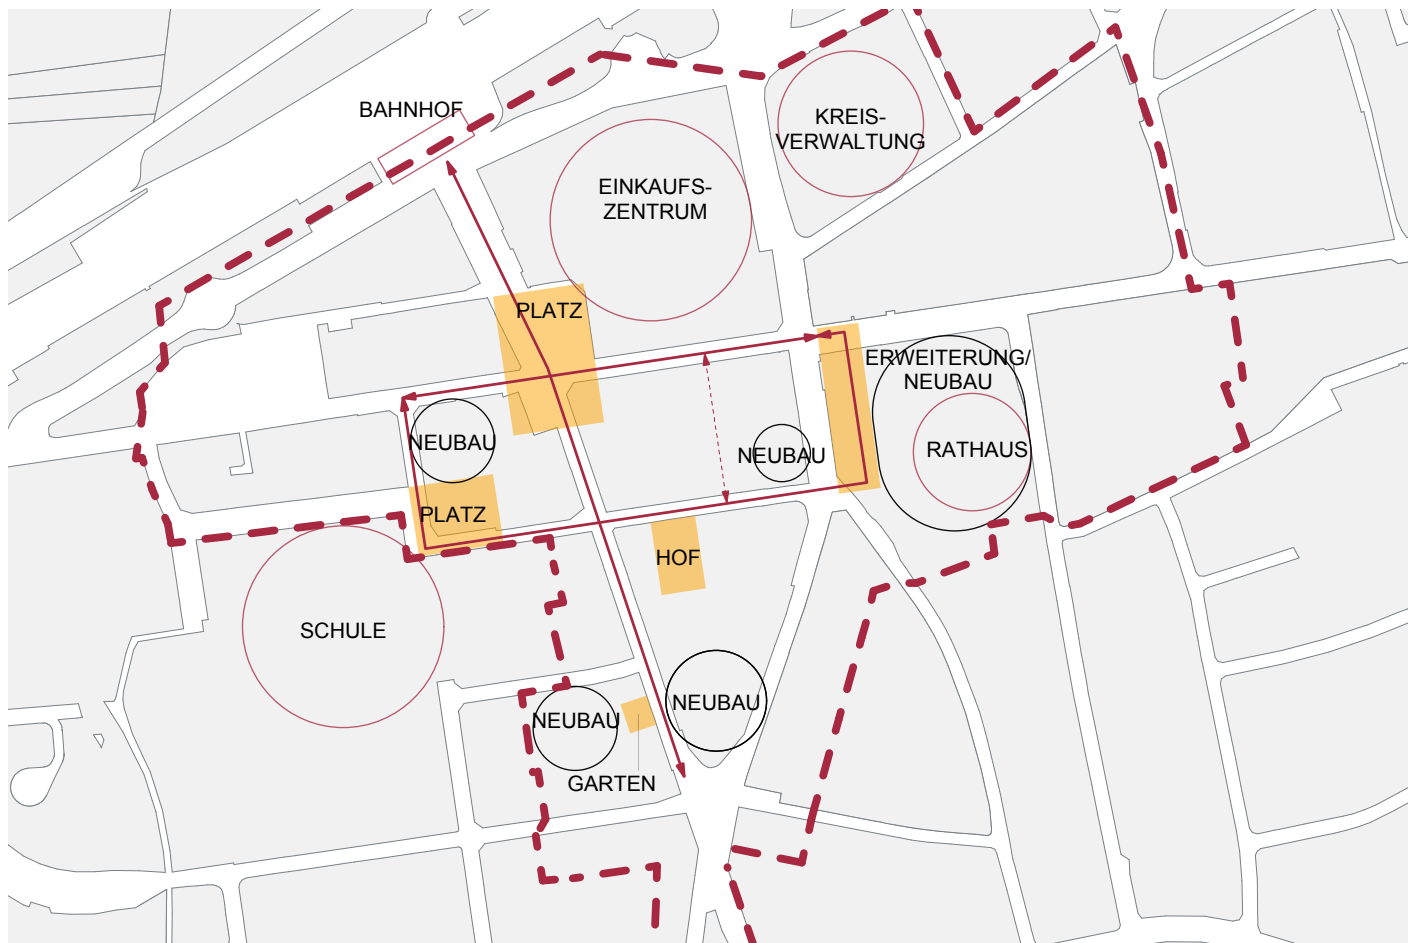 BAHNHOF
KREIS-
VERWALTUNG
EINKAUFS-
ZENTRUM
PLATZ
ERWEITERUNG/
NEUBAU
NEUBAU
NEUBAU
RATHAUS
PLATZ
HOF
SCHULE
NEUBAU
NEUBAU
GARTEN